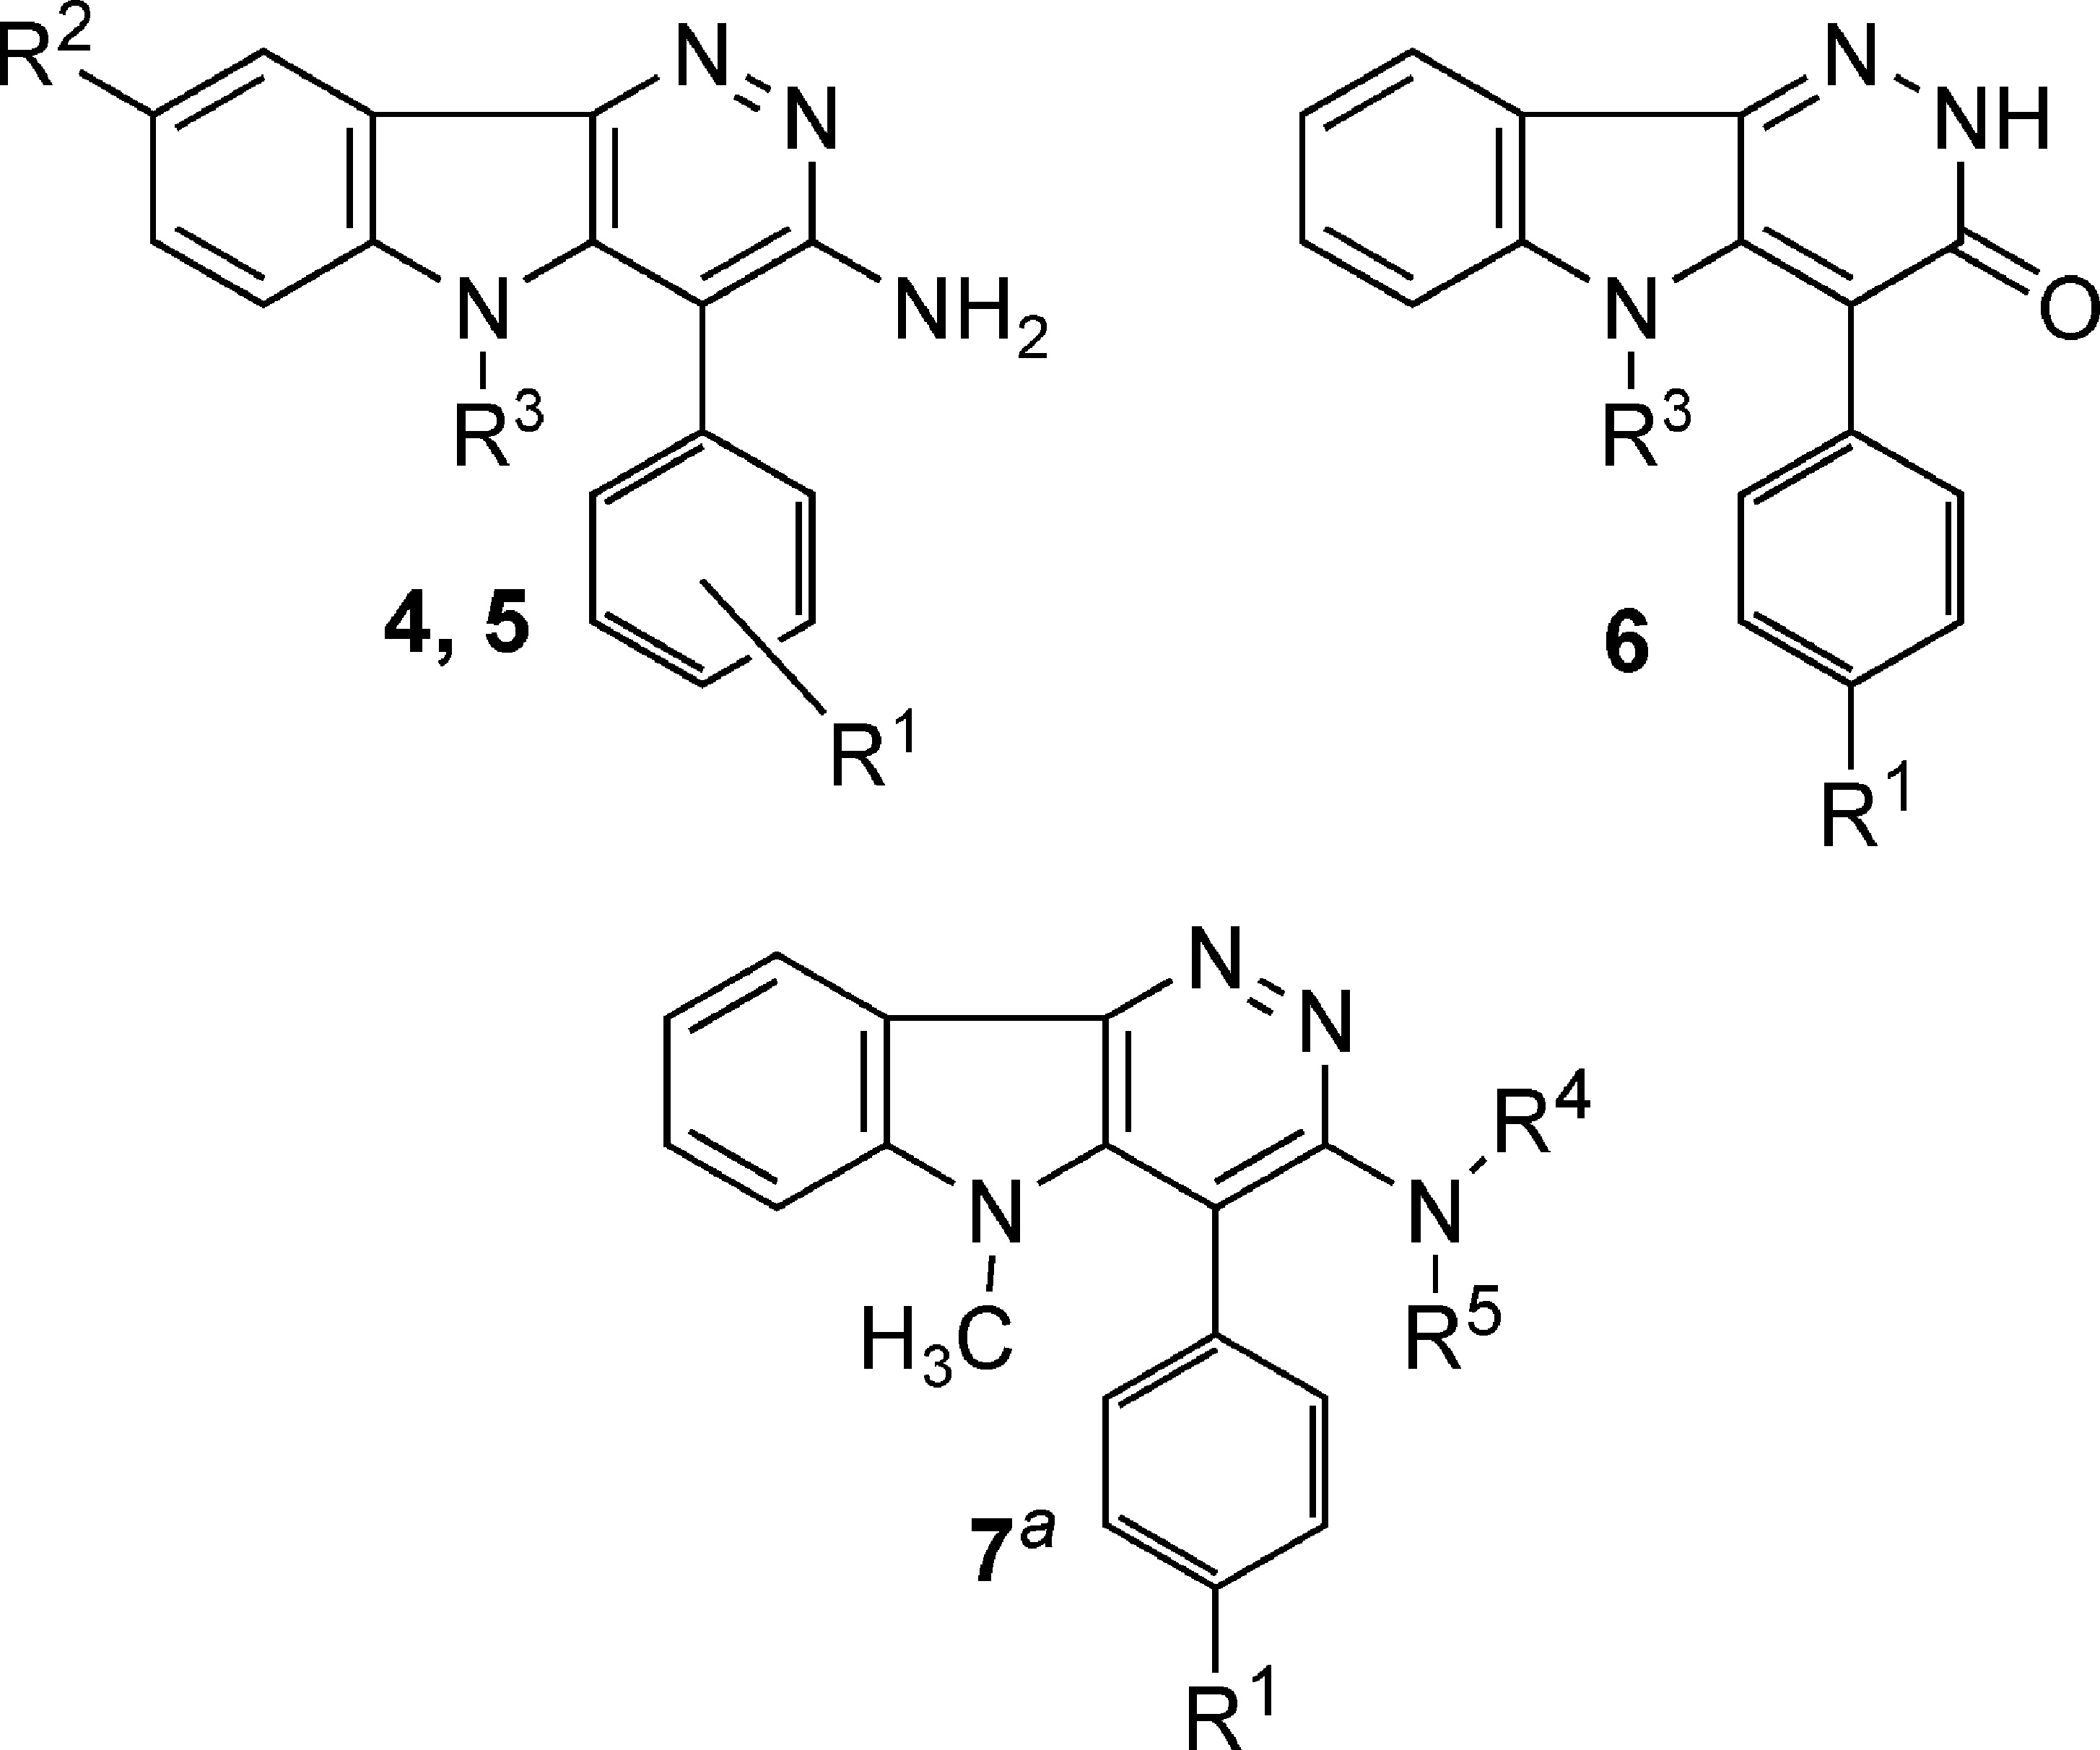 R² N N
N NH
R³ N NH₂ N O
R³
4, 5 6
R¹
R¹
N N
R⁴
N N
H₃C R⁵
7ᵃ
R¹